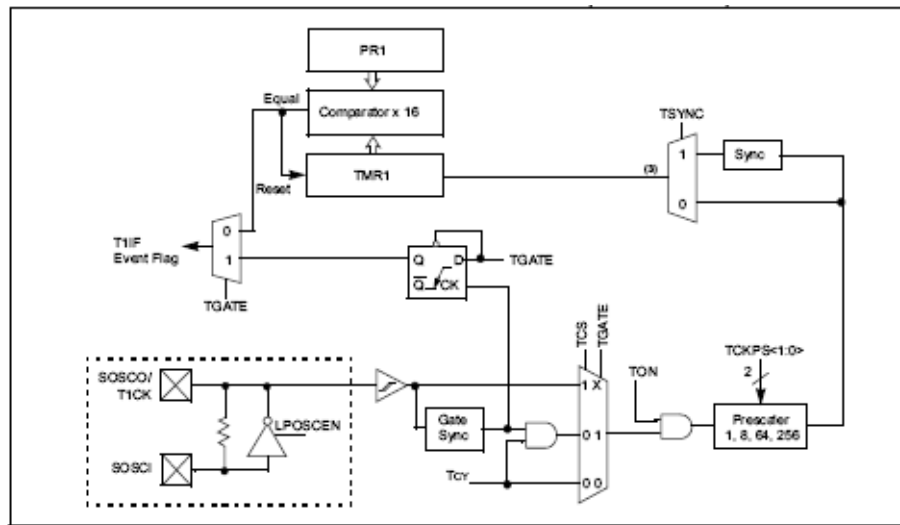 PR1
Equal
Comparator x 16
TSYNC
1
Sync
Reset
TMR1
(3)
0
0
T1IF
Event Flag
1
Q
D
TGATE
Q
CK
TGATE
TCS
TGATE
TCKPS<1:0>
2
SOSCO/
T1CK
1 X
TON
LPOSCEN
Gate
Sync
0 1
Prescaler
1, 8, 64, 256
SOSCI
TCY
0 0